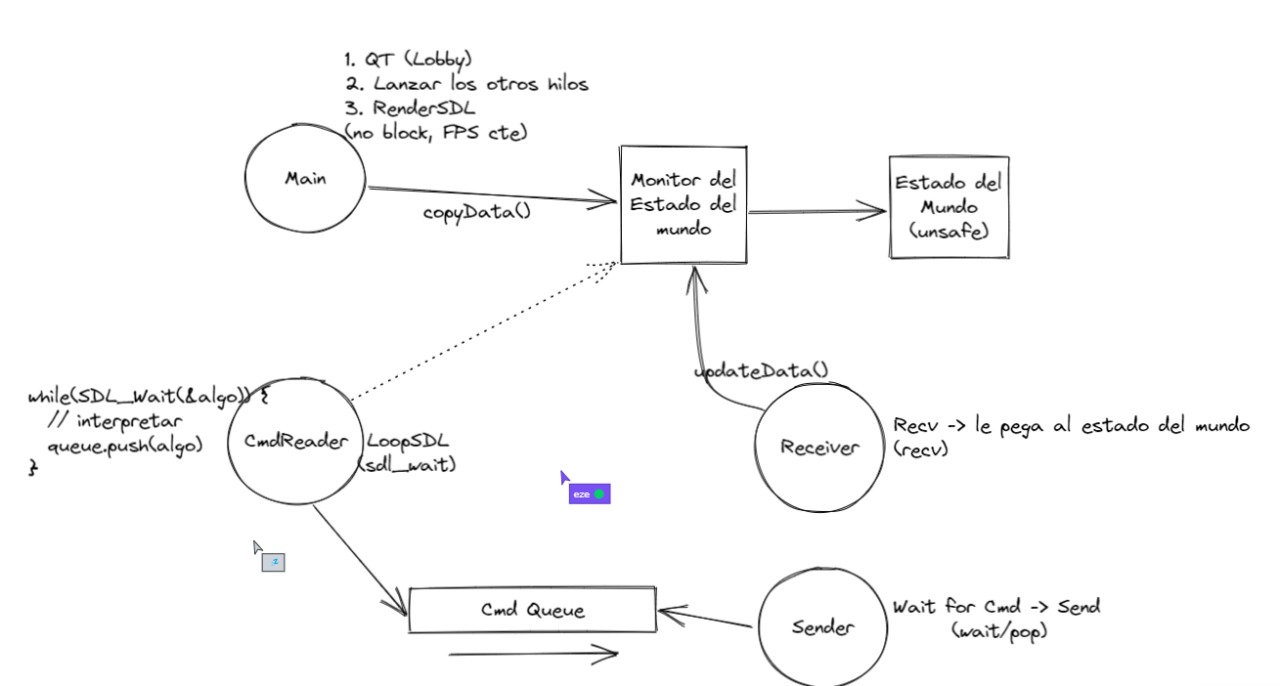 1. QT (Lobby)
2. Lanzar los otros hilos
3. RenderSDL
(no block, FPS cte)
Main
copyData()
Monitor del
Estado del
mundo
Estado del
Mundo
(unsafe)
updateData()
while(SDL_Wait(&algo)) {
// interpretar
queue.push(algo)
}
CmdReader
LoopSDL
(sdl_wait)
Receiver
Recv -> le pega al estado del mundo
(recv)
eze
Cmd Queue
Sender
Wait for Cmd -> Send
(wait/pop)